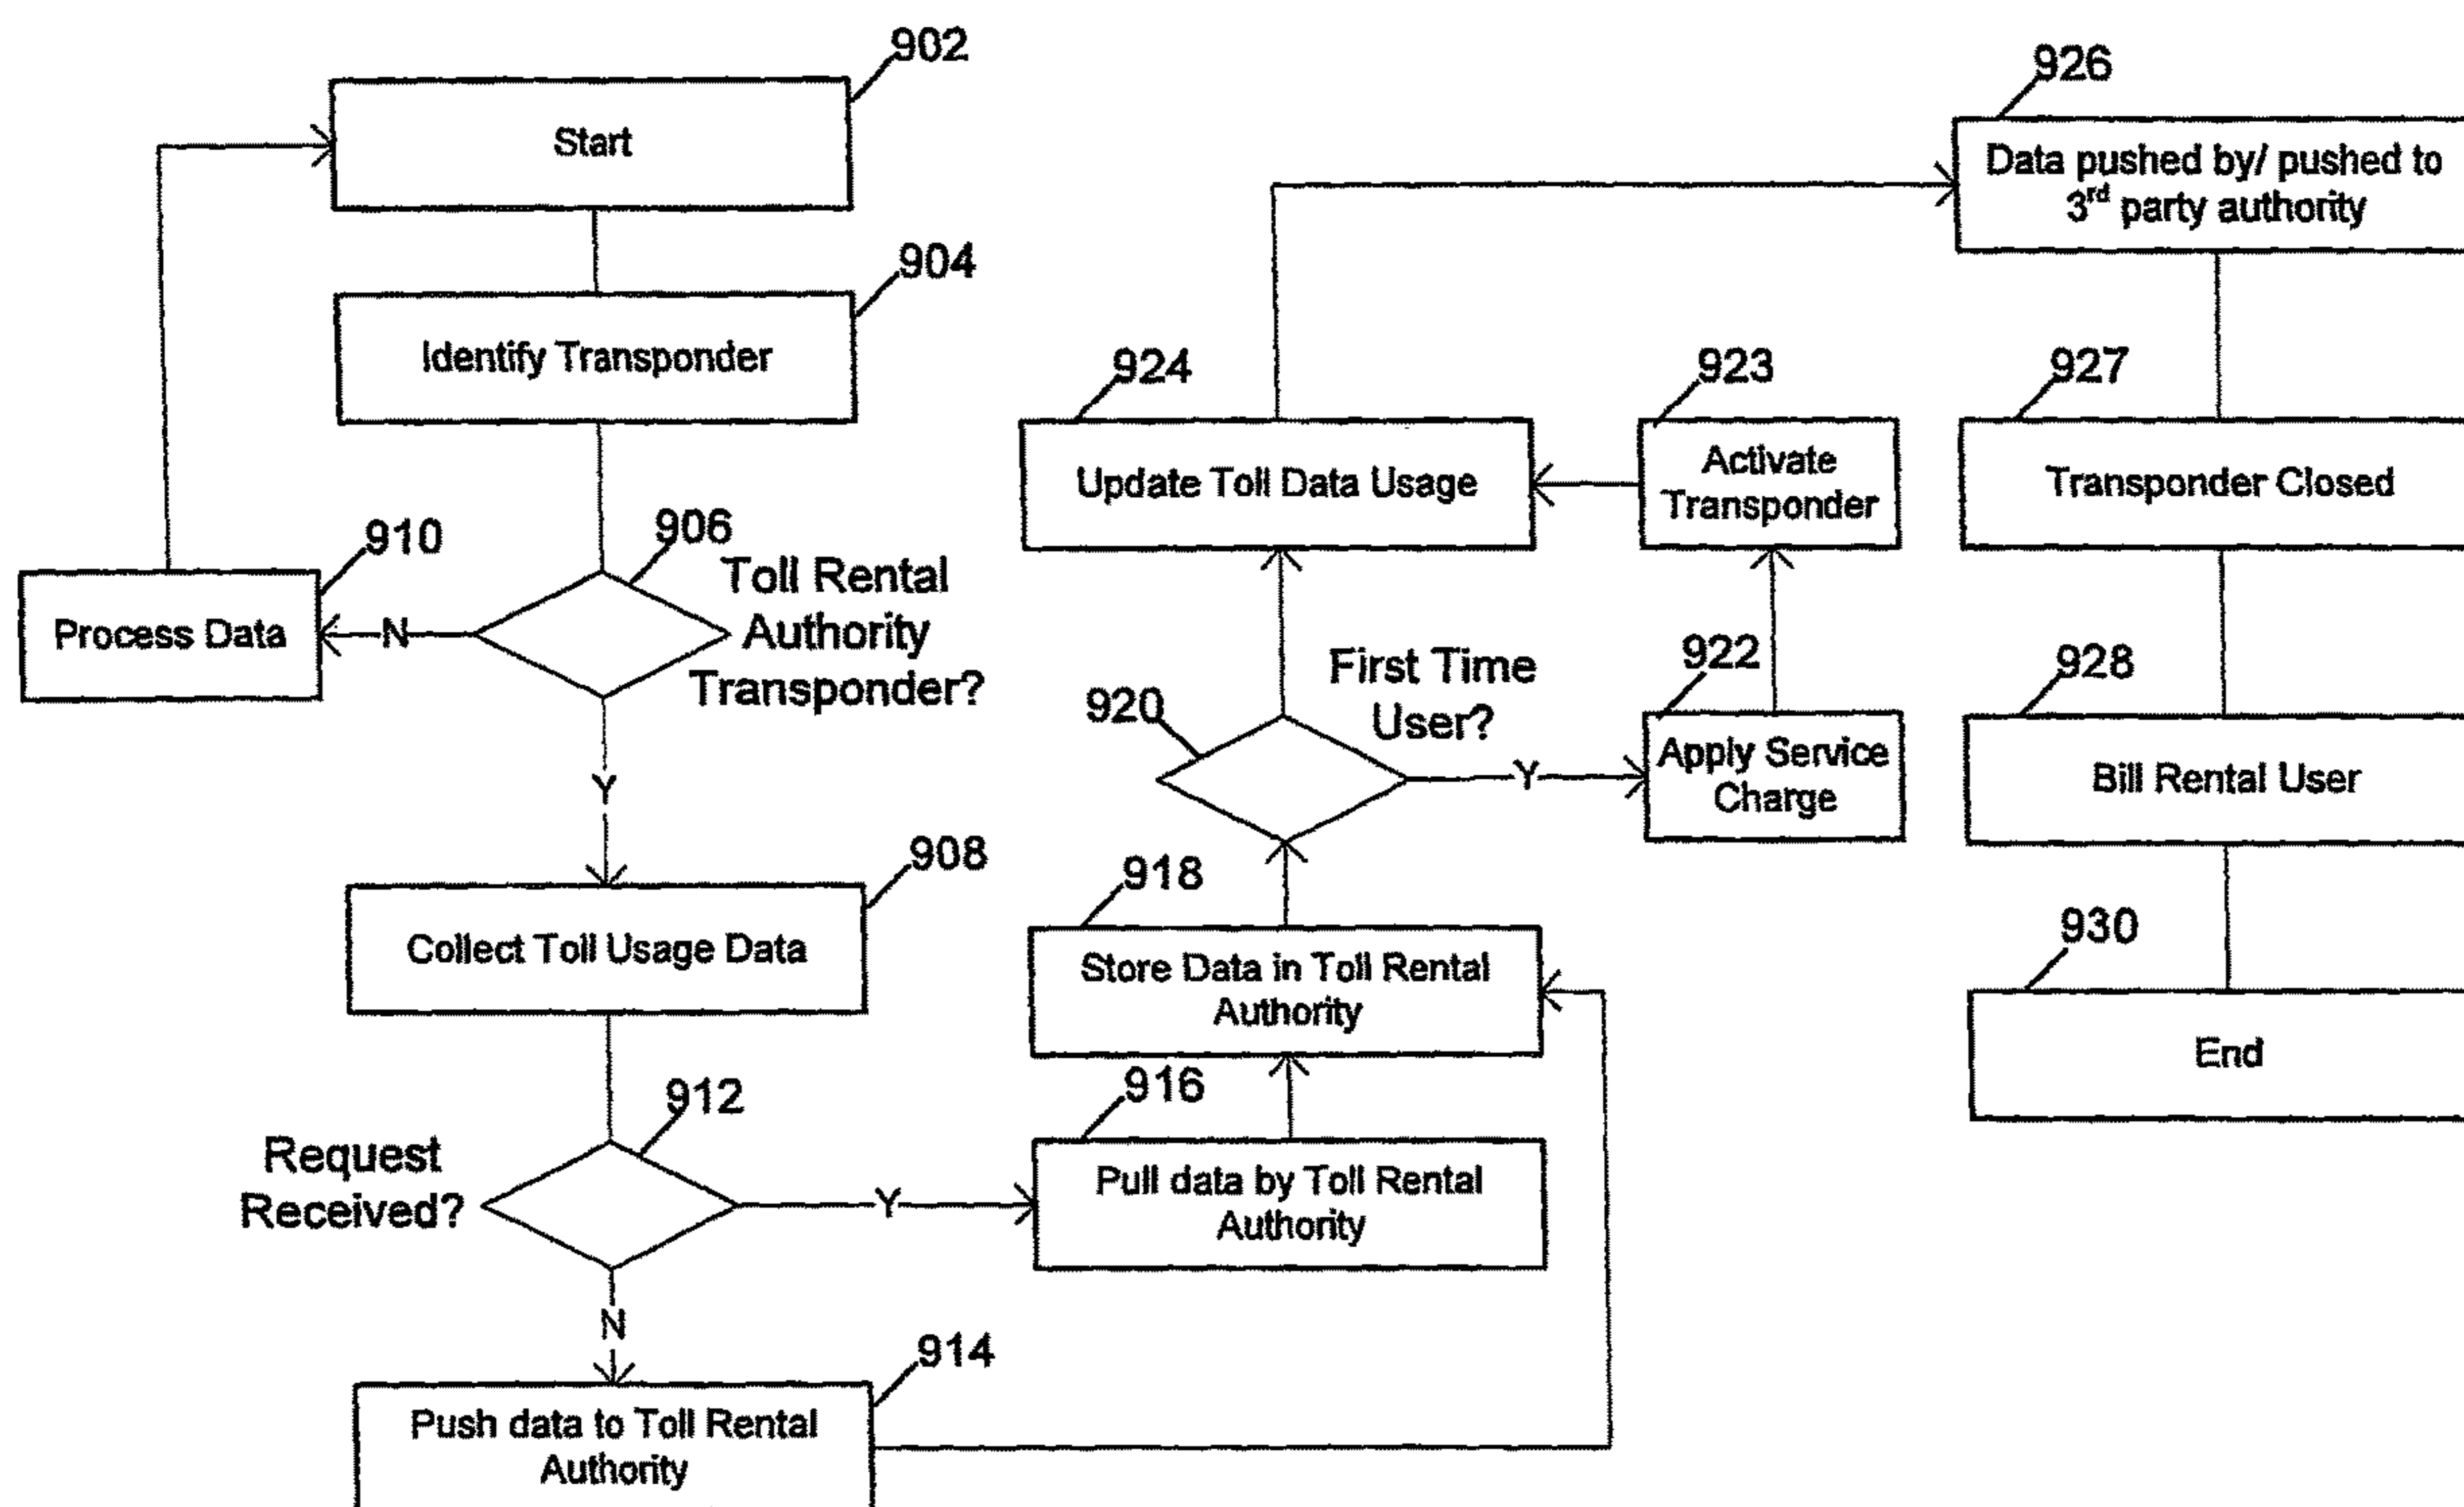 902
Start
904
Identify Transponder
906
Toll Rental
Authority
Transponder?
910
Process Data
N
Y
908
Collect Toll Usage Data
912
Request
Received?
Y
N
914
Push data to Toll Rental
Authority
916
Pull data by Toll Rental
Authority
918
Store Data in Toll Rental
Authority
920
First Time
User?
Y
922
Apply Service
Charge
923
Activate
Transponder
924
Update Toll Data Usage
926
Data pushed by/ pushed to
3rd party authority
927
Transponder Closed
928
Bill Rental User
930
End